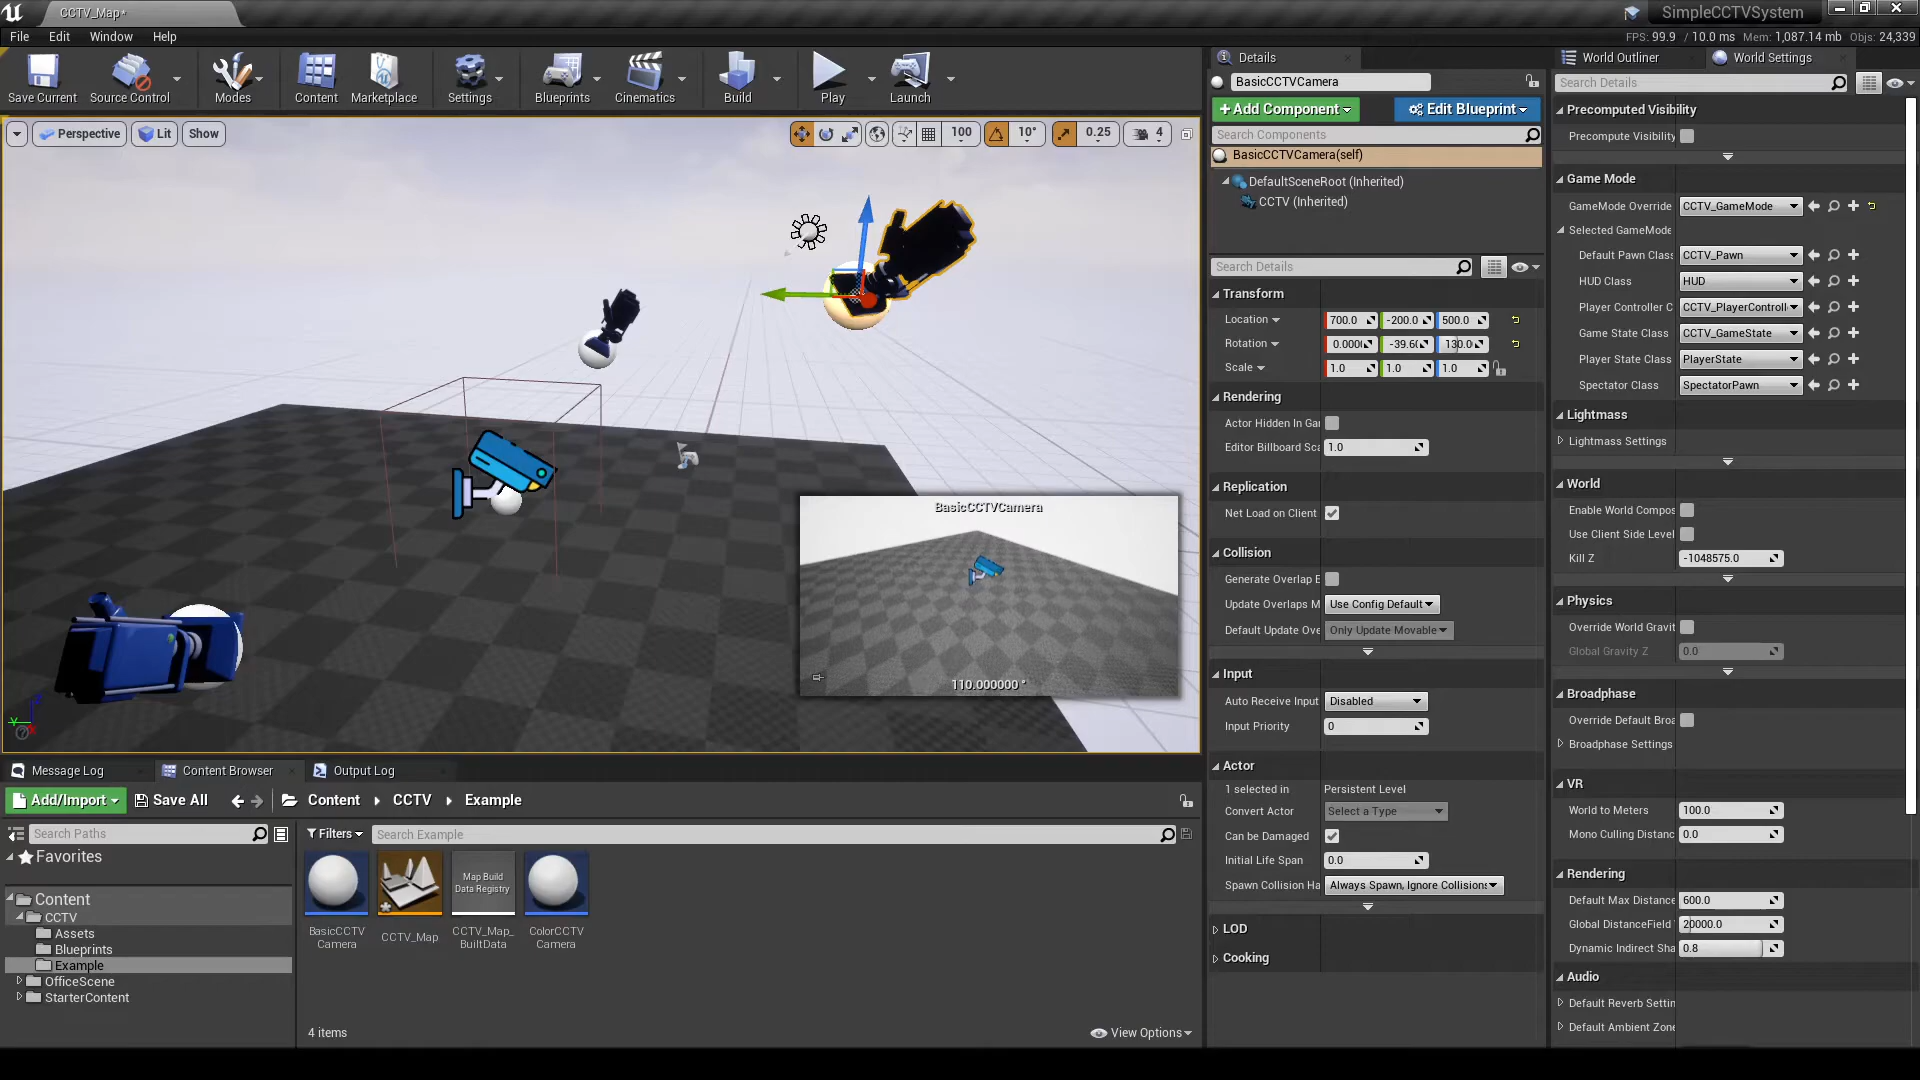 CCTV_Map*
SimpleCCTVSystem
File Edit Window Help
FPS: 99.9 / 10.0 ms Mem: 1,087.14 mb Objs: 24,339
Save Current Source Control Modes Content Marketplace Settings Blueprints Cinematics Build Play Launch
Perspective Lit Show
100 10° 0.25 4
BasicCCTVCamera
110.000000 °
Details
BasicCCTVCamera
Add Component Edit Blueprint
Search Components
BasicCCTVCamera(self)
DefaultSceneRoot (Inherited)
CCTV (Inherited)
Search Details
Transform
Location 700.0 -200.0 500.0
Rotation 0.000 -39.60 130.0
Scale 1.0 1.0 1.0
Rendering
Actor Hidden In Ga
Editor Billboard Sca 1.0
Replication
Net Load on Client
Collision
Generate Overlap E
Update Overlaps M Use Config Default
Default Update Ove Only Update Movable
Input
Auto Receive Input Disabled
Input Priority 0
Actor
1 selected in Persistent Level
Convert Actor Select a Type
Can be Damaged
Initial Life Span 0.0
Spawn Collision Ha Always Spawn, Ignore Collisions
LOD
Cooking
World Outliner World Settings
Search Details
Precomputed Visibility
Precompute Visibility
Game Mode
GameMode Override CCTV_GameMode
Selected GameMode
Default Pawn Class CCTV_Pawn
HUD Class HUD
Player Controller C CCTV_PlayerControll
Game State Class CCTV_GameState
Player State Class PlayerState
Spectator Class SpectatorPawn
Lightmass
Lightmass Settings
World
Enable World Compos
Use Client Side Level
Kill Z -1048575.0
Physics
Override World Gravit
Global Gravity Z 0.0
Broadphase
Override Default Broa
Broadphase Settings
VR
World to Meters 100.0
Mono Culling Distanc 0.0
Rendering
Default Max Distance 600.0
Global DistanceField 20000.0
Dynamic Indirect Sha 0.8
Audio
Default Reverb Settin
Default Ambient Zone
Message Log Content Browser Output Log
Add/Import Save All Content CCTV Example
Search Paths
Filters Search Example
Favorites
Content
CCTV
Assets
Blueprints
Example
OfficeScene
StarterContent
Map Build
Data Registry
BasicCCTV
Camera
CCTV_Map
CCTV_Map_
BuiltData
ColorCCTV
Camera
4 items
View Options